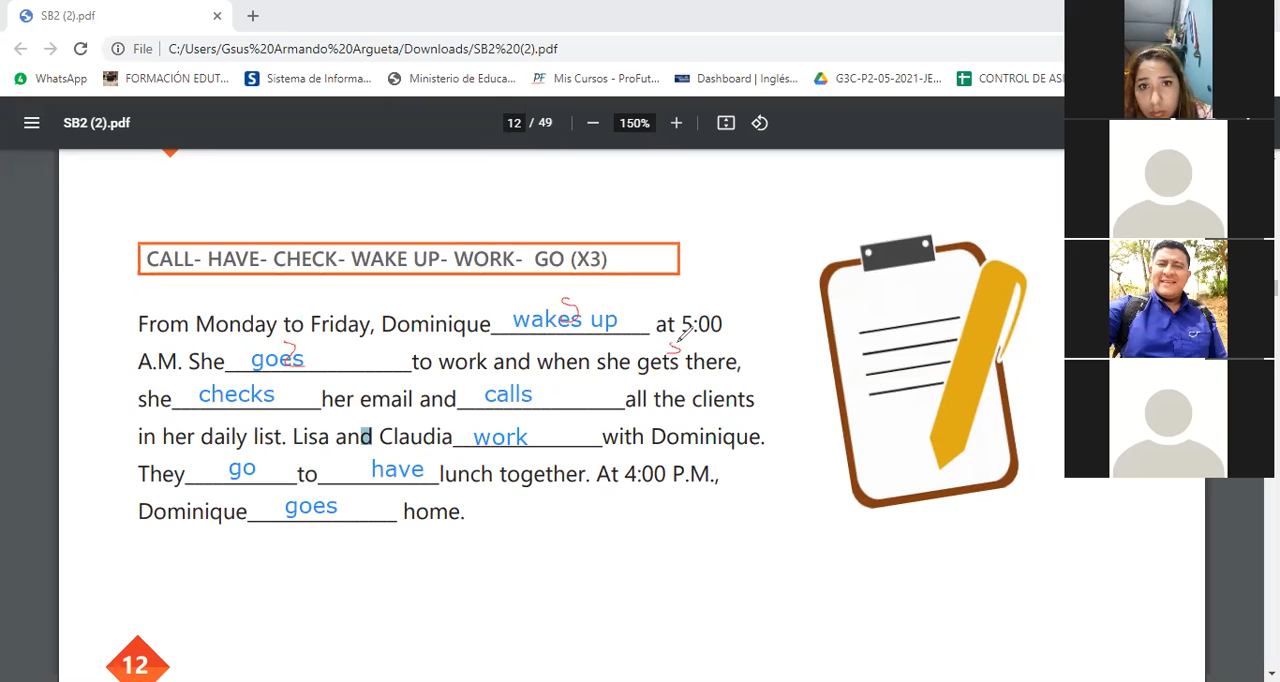 SB2 (2).pdf
File C:/Users/Gsus%20Armando%20Argueta/Downloads/SB2%20(2).pdf
WhatsApp FORMACIÓN EDUT... Sistema de Informa... Ministerio de Educa... PF Mis Cursos - ProFut... Dashboard | Inglés,... G3C-P2-05-2021-JE... CONTROL DE ASI
SB2 (2).pdf 12 / 49 150%
CALL- HAVE- CHECK- WAKE UP- WORK- GO (X3)
From Monday to Friday, Dominique wakes up at 5:00
A.M. She goes to work and when she gets there,
she checks her email and calls all the clients
in her daily list. Lisa and Claudia work with Dominique.
They go to have lunch together. At 4:00 P.M.,
Dominique goes home.
12